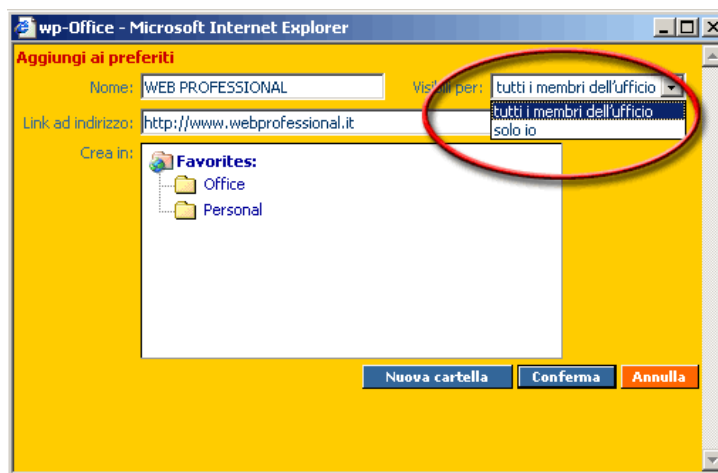 wp-Office - Microsoft Internet Explorer
Aggiungi ai preferiti
Nome: WEB PROFESSIONAL Visibili per: tutti i membri dell'ufficio
tutti i membri dell'ufficio
Link ad indirizzo: http://www.webprofessional.it
solo io
Crea in:
Favorites:
Office
Personal
Nuova cartella Conferma Annulla